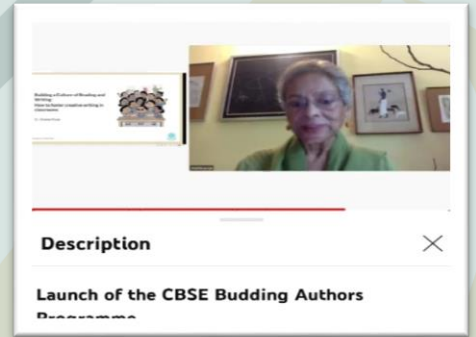 Building a Culture of Reading and
Writing:
How to foster creative writing in
classrooms
Description
Launch of the CBSE Budding Authors
Programme